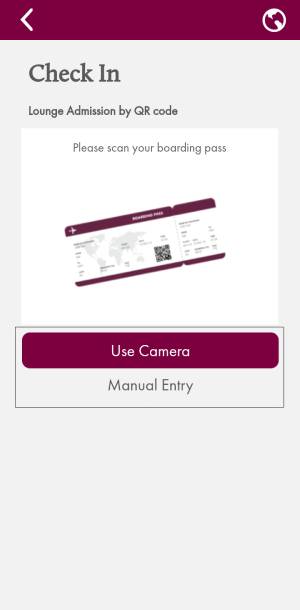 Check In
Lounge Admission by QR code
Please scan your boarding pass
BOARDING PASS
Use Camera
Manual Entry